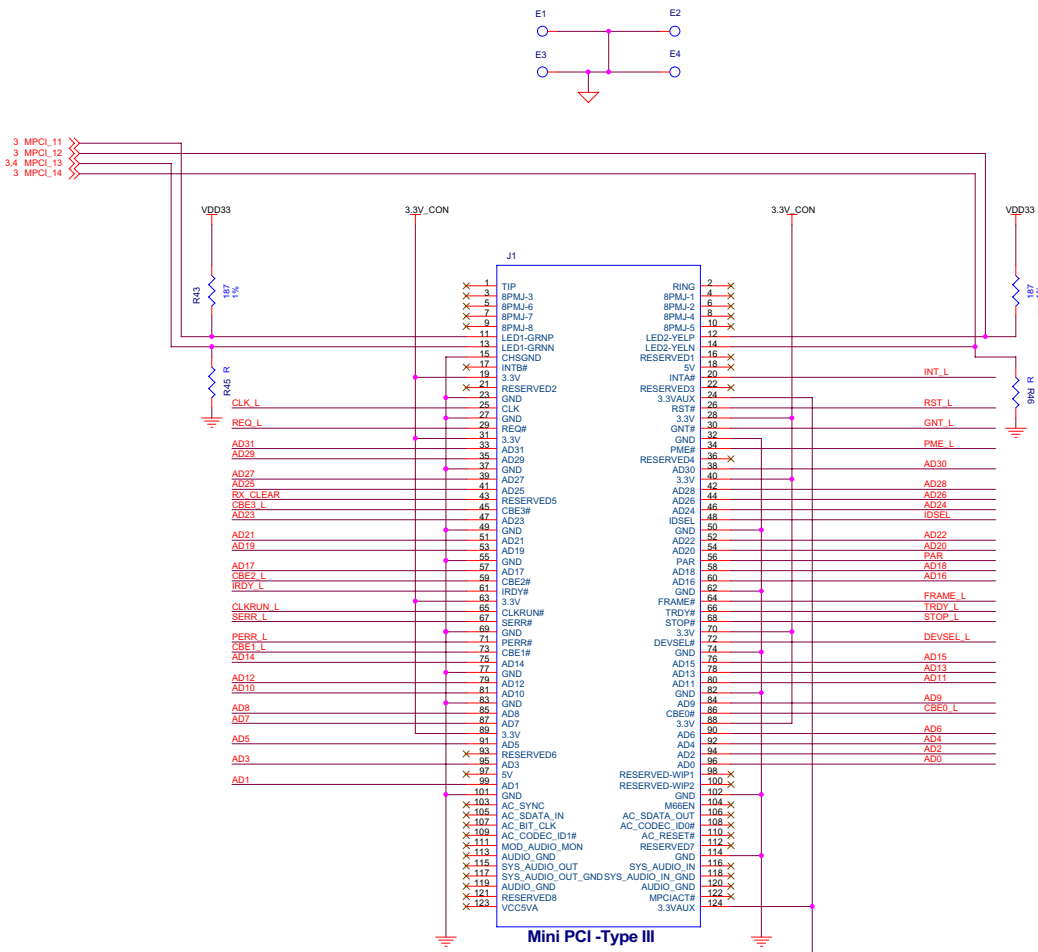 E1 E2
E3 E4
3 MPCI_11
3 MPCI_12
3,4 MPCI_13
3 MPCI_14
VDD33 3.3V_CON 3.3V_CON VDD33
J1
R43 187 1% 187
R45 R R R46
1 TIP RING 2
3 8PMJ-3 8PMJ-1 4
5 8PMJ-6 8PMJ-2 6
7 8PMJ-7 8PMJ-4 8
9 8PMJ-8 8PMJ-5 10
11 LED1-GRNP LED2-YELP 12
13 LED1-GRNN LED2-YELN 14
15 CHSGND RESERVED1 16
17 INTB# 5V 18
19 3.3V INTA# 20 INT_L
21 RESERVED2 RESERVED3 22
23 GND 3.3VAUX 24
CLK_L 25 CLK RST# 26 RST_L
27 GND 3.3V 28
REQ_L 29 REQ# GNT# 30 GNT_L
31 3.3V GND 32
AD31 33 AD31 PME# 34 PME_L
AD29 35 AD29 RESERVED4 36
37 GND AD30 38 AD30
AD27 39 AD27 3.3V 40
AD25 41 AD25 AD28 42 AD28
RX_CLEAR 43 RESERVED5 AD26 44 AD26
CBE3_L 45 CBE3# AD24 46 AD24
AD23 47 AD23 IDSEL 48 IDSEL
49 GND GND 50
AD21 51 AD21 AD22 52 AD22
AD19 53 AD19 AD20 54 AD20
55 GND PAR 56 PAR
AD17 57 AD17 AD18 58 AD18
CBE2_L 59 CBE2# AD16 60 AD16
IRDY_L 61 IRDY# GND 62
63 3.3V FRAME# 64 FRAME_L
CLKRUN_L 65 CLKRUN# TRDY# 66 TRDY_L
SERR_L 67 SERR# STOP# 68 STOP_L
69 GND 3.3V 70
PERR_L 71 PERR# DEVSEL# 72 DEVSEL_L
CBE1_L 73 CBE1# GND 74
AD14 75 AD14 AD15 76 AD15
77 GND AD13 78 AD13
AD12 79 AD12 AD11 80 AD11
AD10 81 AD10 GND 82
83 GND AD9 84 AD9
AD8 85 AD8 CBE0# 86 CBE0_L
AD7 87 AD7 3.3V 88
89 3.3V AD6 90 AD6
AD5 91 AD5 AD4 92 AD4
93 RESERVED6 AD2 94 AD2
AD3 95 AD3 AD0 96 AD0
97 5V RESERVED-WIP1 98
AD1 99 AD1 RESERVED-WIP2 100
101 GND GND 102
103 AC_SYNC M66EN 104
105 AC_SDATA_IN AC_SDATA_OUT 106
107 AC_BIT_CLK AC_CODEC_ID0# 108
109 AC_CODEC_ID1# AC_RESET# 110
111 MOD_AUDIO_MON RESERVED7 112
113 AUDIO_GND GND 114
115 SYS_AUDIO_OUT SYS_AUDIO_IN 116
117 SYS_AUDIO_OUT_GND SYS_AUDIO_IN_GND 118
119 AUDIO_GND AUDIO_GND 120
121 RESERVED8 MPCIACT# 122
123 VCC5VA 3.3VAUX 124
Mini PCI -Type III